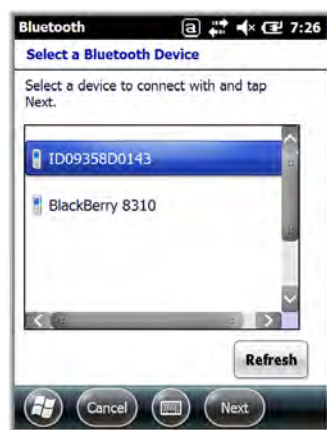 Bluetooth a 7:26
Select a Bluetooth Device
Select a device to connect with and tap
Next.
ID09358D0143
BlackBerry 8310
Refresh
Cancel Next